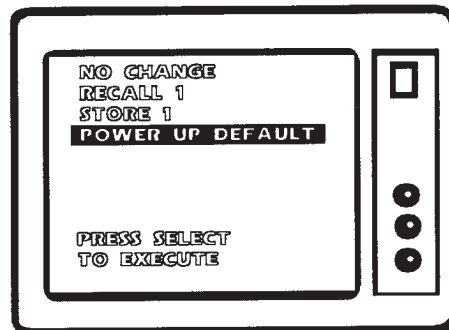 NO CHANGE
RECALL 1
STORE 1
POWER UP DEFAULT
PRESS SELECT
TO EXECUTE